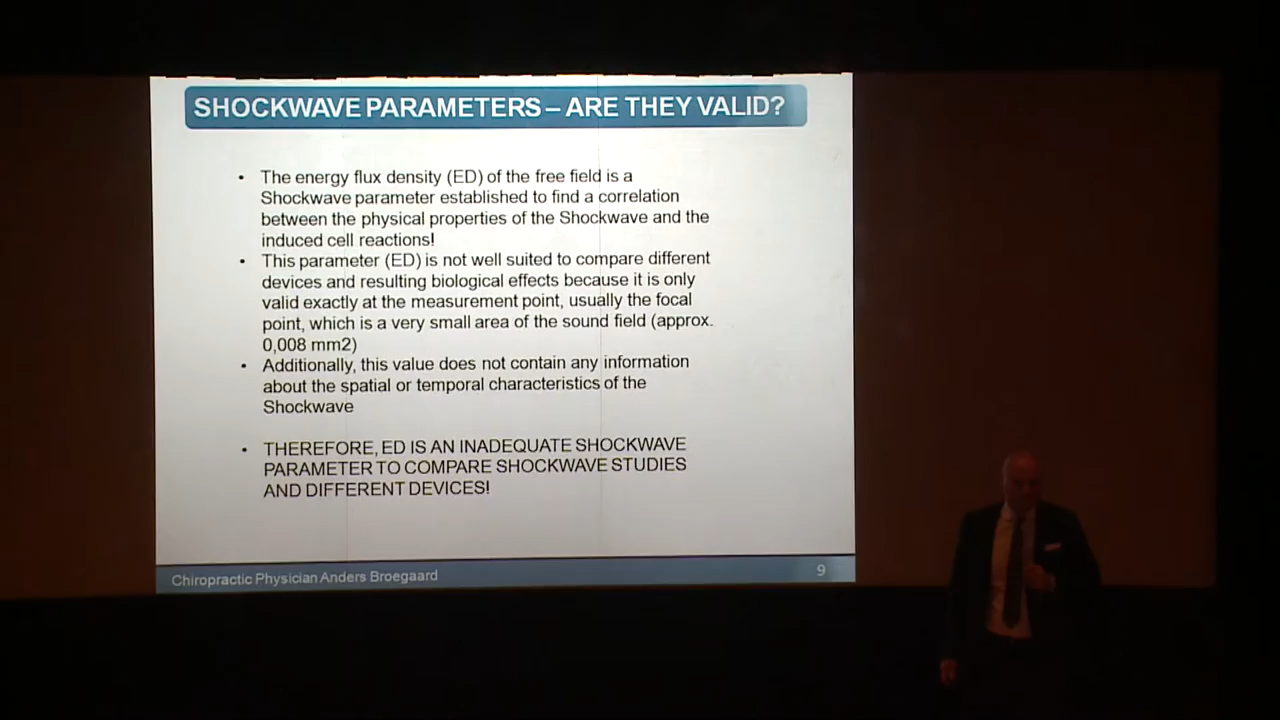 SHOCKWAVE PARAMETERS – ARE THEY VALID?
• The energy flux density (ED) of the free field is a
Shockwave parameter established to find a correlation
between the physical properties of the Shockwave and the
induced cell reactions!
• This parameter (ED) is not well suited to compare different
devices and resulting biological effects because it is only
valid exactly at the measurement point, usually the focal
point, which is a very small area of the sound field (approx.
0,008 mm2)
• Additionally, this value does not contain any information
about the spatial or temporal characteristics of the
Shockwave
• THEREFORE, ED IS AN INADEQUATE SHOCKWAVE
PARAMETER TO COMPARE SHOCKWAVE STUDIES
AND DIFFERENT DEVICES!
Chiropractic Physician Anders Broegaard
9